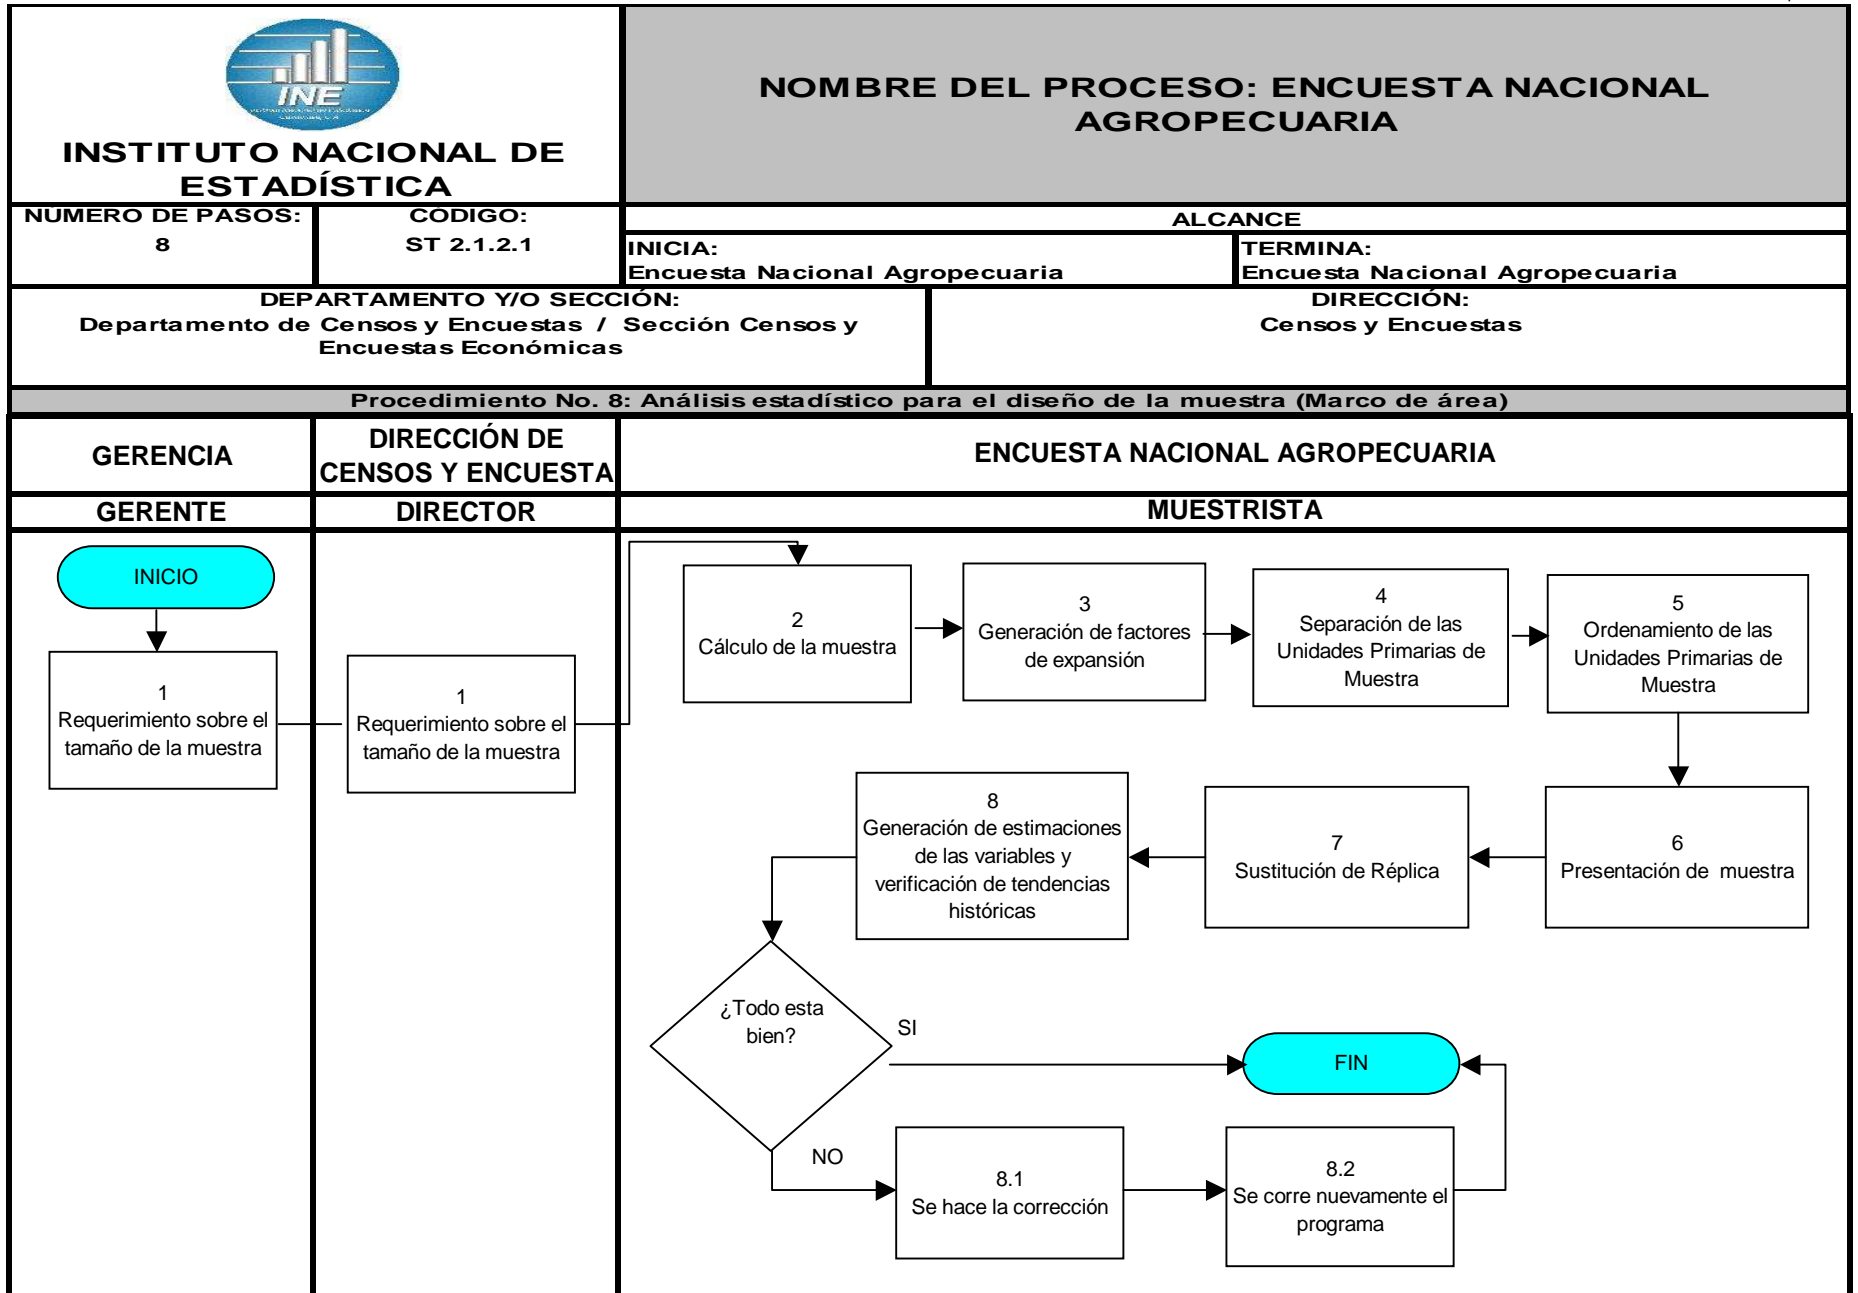 INE
INSTITUTO NACIONAL DE
ESTADÍSTICA
NOMBRE DEL PROCESO: ENCUESTA NACIONAL
AGROPECUARIA
NÚMERO DE PASOS:
8
CÓDIGO:
ST 2.1.2.1
ALCANCE
INICIA:
Encuesta Nacional Agropecuaria
TERMINA:
Encuesta Nacional Agropecuaria
DEPARTAMENTO Y/O SECCIÓN:
Departamento de Censos y Encuestas / Sección Censos y
Encuestas Económicas
DIRECCIÓN:
Censos y Encuestas
Procedimiento No. 8: Análisis estadístico para el diseño de la muestra (Marco de área)
GERENCIA
DIRECCIÓN DE
CENSOS Y ENCUESTA
ENCUESTA NACIONAL AGROPECUARIA
GERENTE
DIRECTOR
MUESTRISTA
INICIO
1
Requerimiento sobre el
tamaño de la muestra
1
Requerimiento sobre el
tamaño de la muestra
2
Cálculo de la muestra
3
Generación de factores
de expansión
4
Separación de las
Unidades Primarias de
Muestra
5
Ordenamiento de las
Unidades Primarias de
Muestra
6
Presentación de muestra
7
Sustitución de Réplica
8
Generación de estimaciones
de las variables y
verificación de tendencias
históricas
¿Todo esta
bien?
SI
FIN
NO
8.1
Se hace la corrección
8.2
Se corre nuevamente el
programa